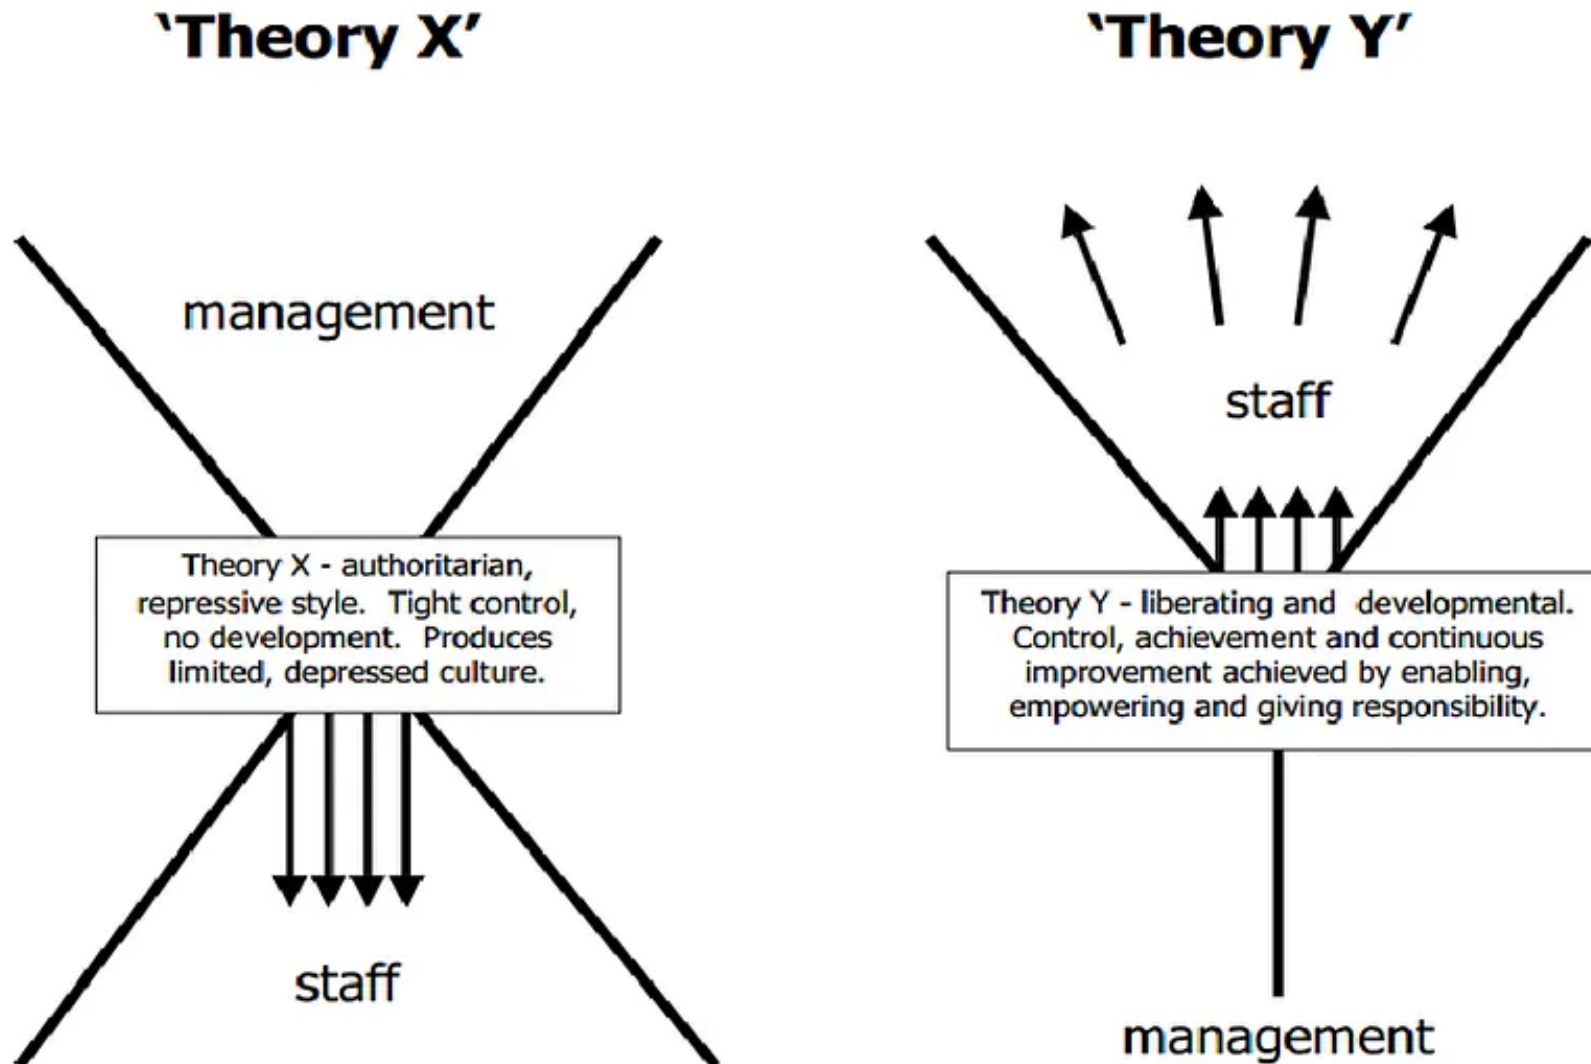 ‘Theory X’
management
Theory X - authoritarian,
repressive style.  Tight control,
no development.  Produces
limited, depressed culture.
staff
‘Theory Y’
staff
Theory Y - liberating and  developmental.
Control, achievement and continuous
improvement achieved by enabling,
empowering and giving responsibility.
management